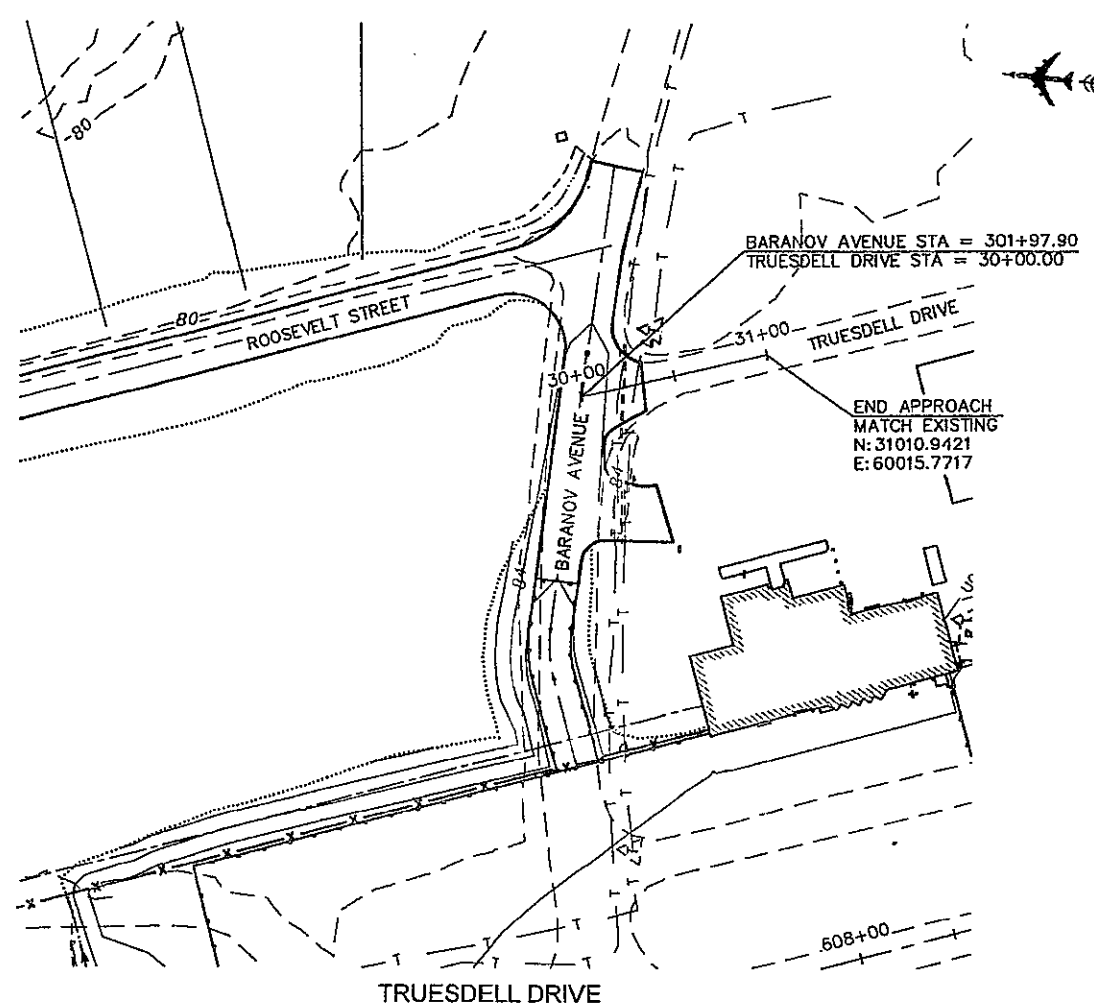 -80
T
T
BARANOV AVENUE STA = 301+97.90
TRUESDELL DRIVE STA = 30+00.00
80
ROOSEVELT STREET
31+00
TRUESDELL DRIVE
30+00
END APPROACH
MATCH EXISTING
N: 31010.9421
E: 60015.7717
BARANOV AVENUE
84
84
T
T
X
X
X
X
X
X
X
T
T
608+00
TRUESDELL DRIVE